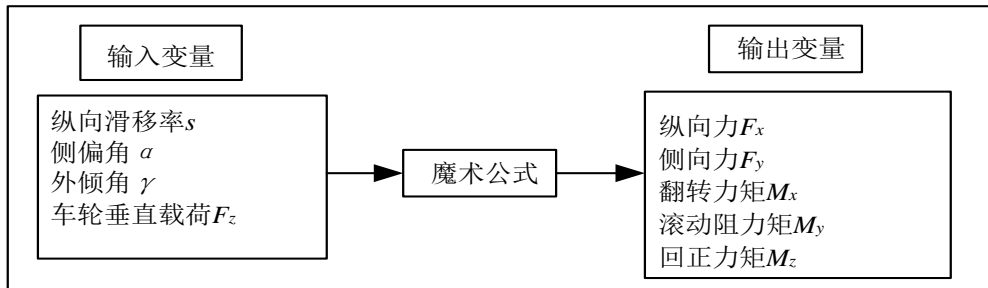 输入变量
纵向滑移率s
侧偏角 α
外倾角 γ
车轮垂直载荷Fz
魔术公式
输出变量
纵向力Fx
侧向力Fy
翻转力矩Mx
滚动阻力矩My
回正力矩Mz